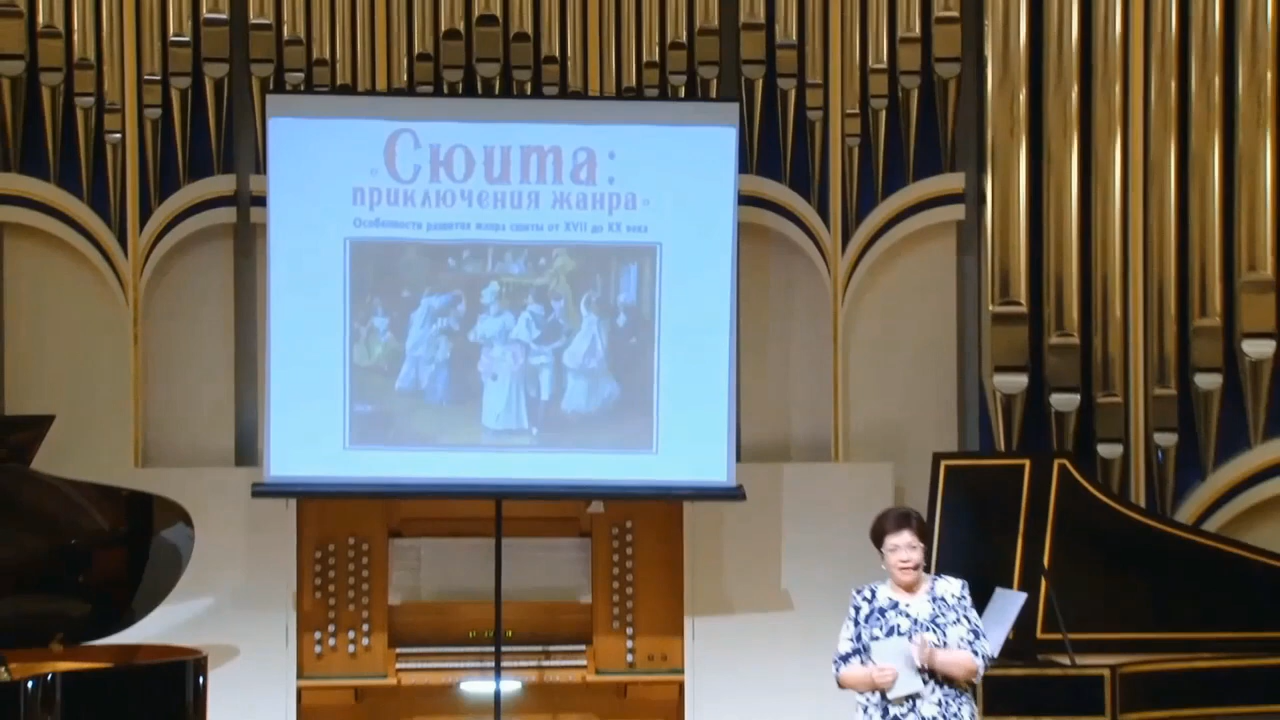 «Сюита:
приключения жанра»
Особенности развития жанра сюиты от XVII до XX века